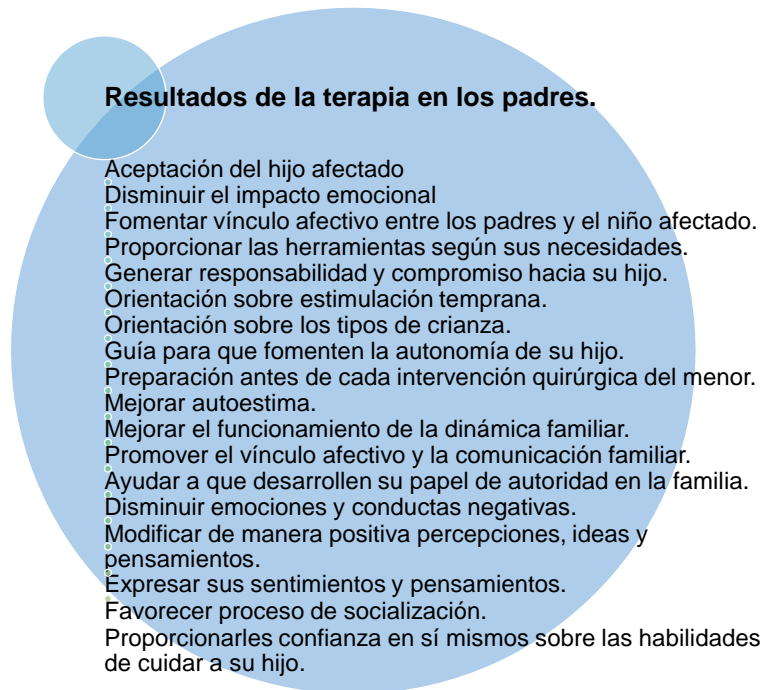 Resultados de la terapia en los padres.
Aceptación del hijo afectado
Disminuir el impacto emocional
Fomentar vínculo afectivo entre los padres y el niño afectado.
Proporcionar las herramientas según sus necesidades.
Generar responsabilidad y compromiso hacia su hijo.
Orientación sobre estimulación temprana.
Orientación sobre los tipos de crianza.
Guía para que fomenten la autonomía de su hijo.
Preparación antes de cada intervención quirúrgica del menor.
Mejorar autoestima.
Mejorar el funcionamiento de la dinámica familiar.
Promover el vínculo afectivo y la comunicación familiar.
Ayudar a que desarrollen su papel de autoridad en la familia.
Disminuir emociones y conductas negativas.
Modificar de manera positiva percepciones, ideas y
pensamientos.
Expresar sus sentimientos y pensamientos.
Favorecer proceso de socialización.
Proporcionarles confianza en sí mismos sobre las habilidades
de cuidar a su hijo.